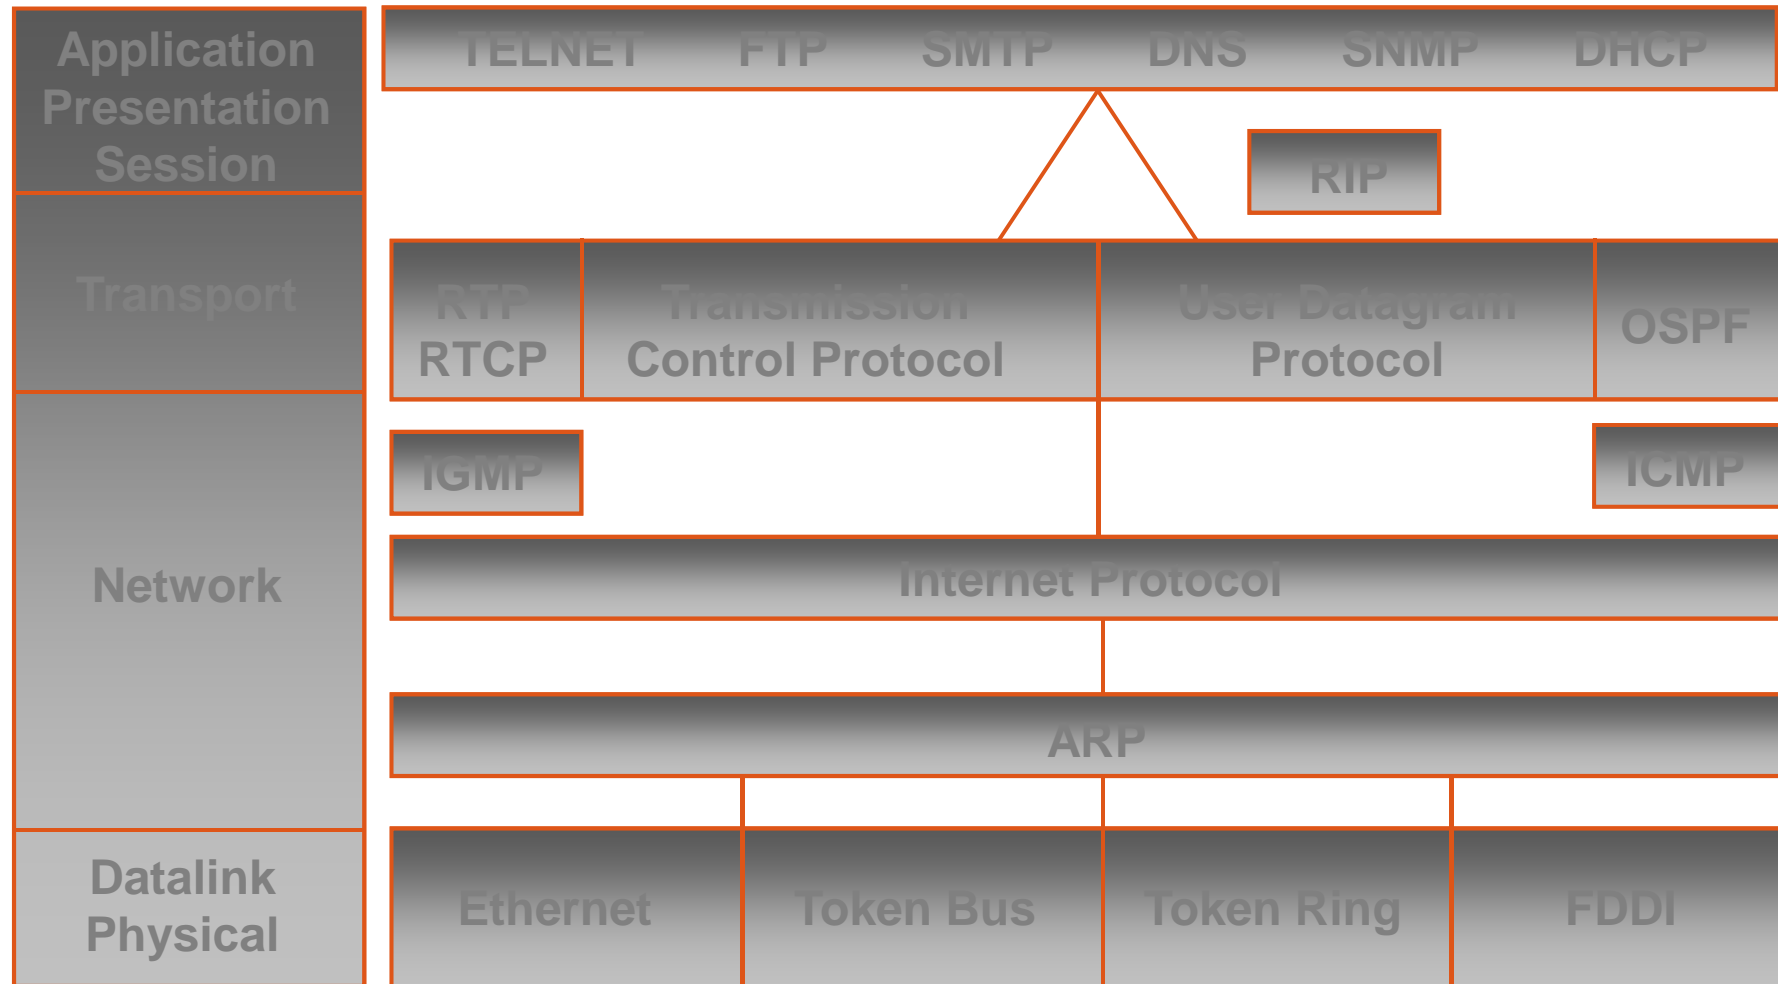 Application
Presentation
Session
TELNET FTP SMTP DNS SNMP DHCP
RIP
Transport
RTP
RTCP
Transmission
Control Protocol
User Datagram
Protocol
OSPF
IGMP
ICMP
Network
Internet Protocol
ARP
Datalink
Physical
Ethernet
Token Bus
Token Ring
FDDI